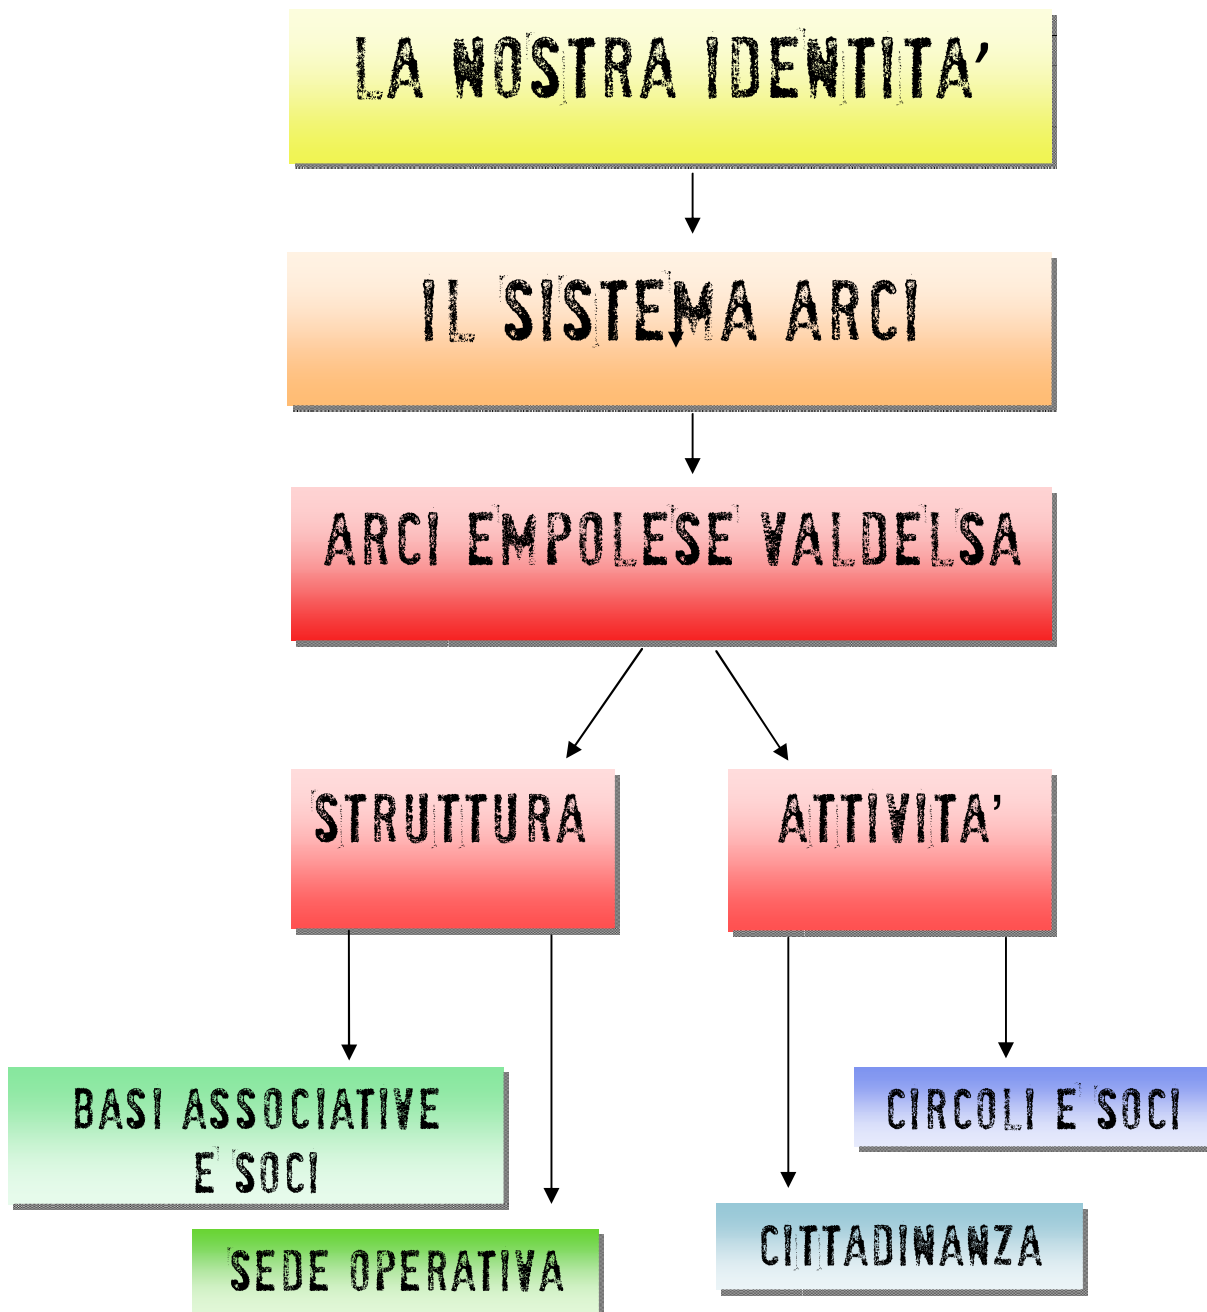 LA NOSTRA IDENTITA'
IL SISTEMA ARCI
ARCI EMPOLESE VALDELSA
STRUTTURA
ATTIVITA'
BASI ASSOCIATIVE
E SOCI
CIRCOLI E SOCI
SEDE OPERATIVA
CITTADINANZA